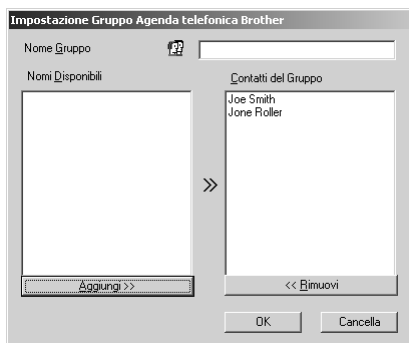 Impostazione Gruppo Agenda telefonica Brother
Nome Gruppo
Nomi Disponibili
Contatti del Gruppo
Joe Smith
Jone Roller
>>
Aggiungi >>
<< Rimuovi
OK
Cancella